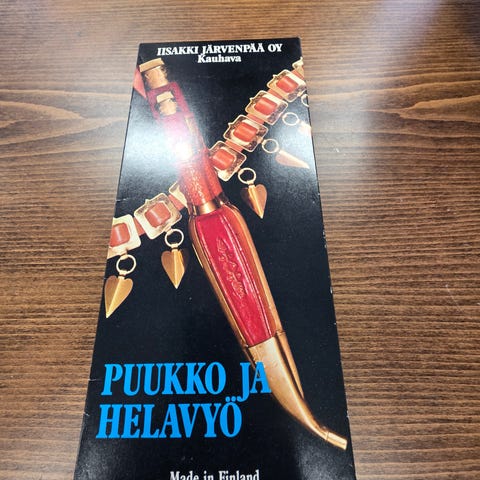 IISAKKI JÄRVENPÄÄ OY
Kauhava
PUUKKO JA
HELAVYÖ
Made in Finland